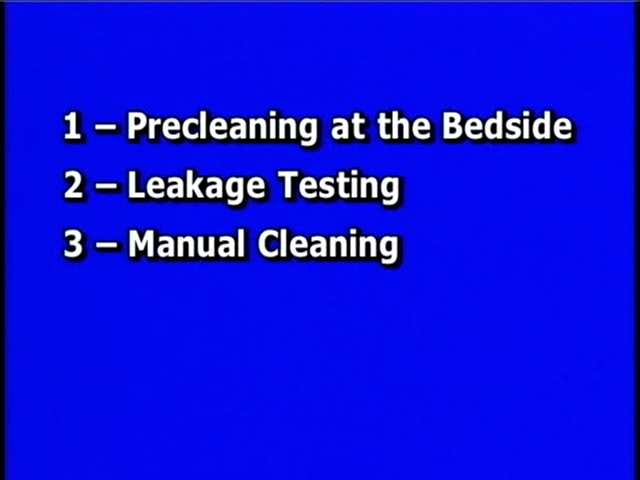 1 – Precleaning at the Bedside
2 – Leakage Testing
3 – Manual Cleaning